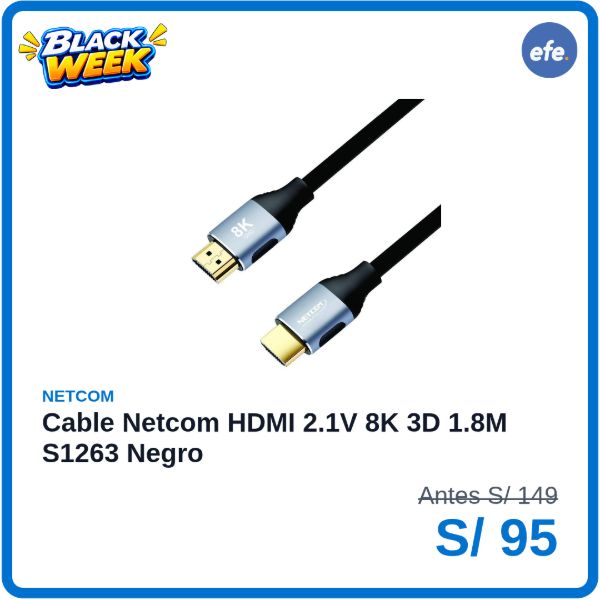 BLACK
WEEK
efe.
8K
NETCOM
NETCOM
Cable Netcom HDMI 2.1V 8K 3D 1.8M
S1263 Negro
Antes S/ 149
S/ 95